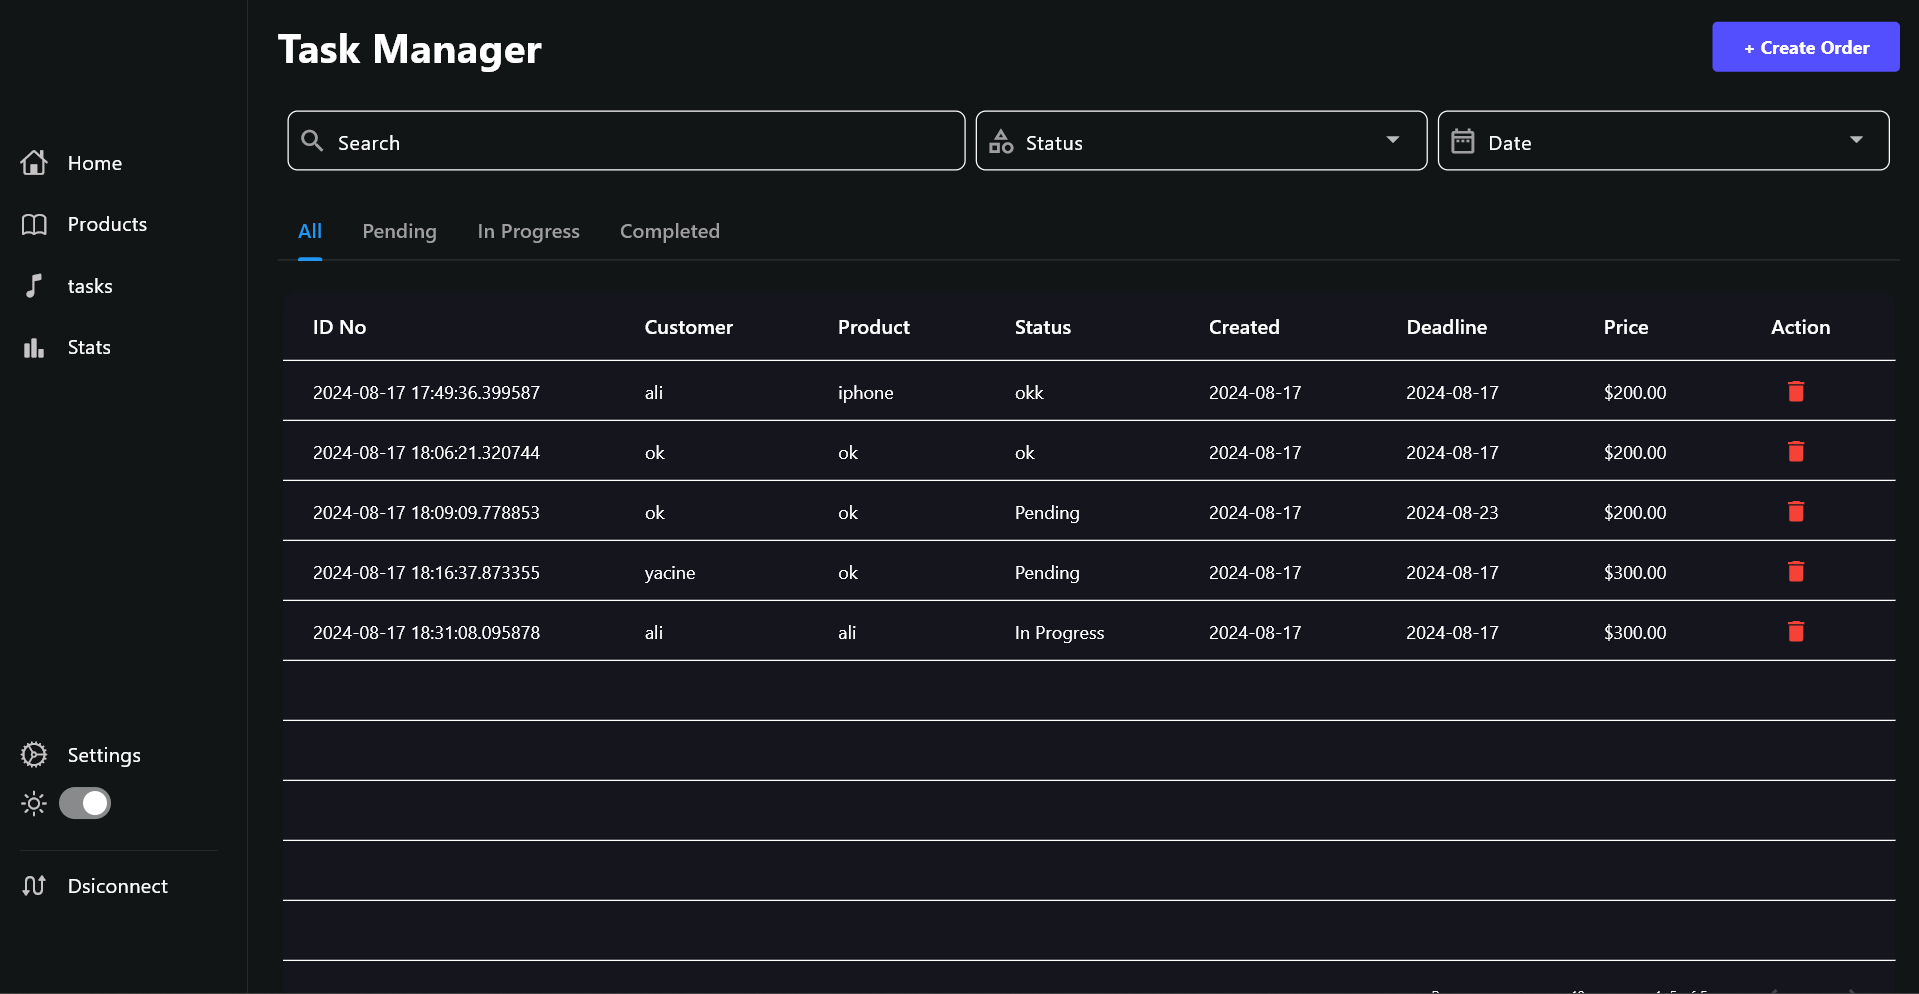 Task Manager
+ Create Order
Home
Products
tasks
Stats
Settings
Dsiconnect
Search
Status
Date
All Pending In Progress Completed
ID No Customer Product Status Created Deadline Price Action
2024-08-17 17:49:36.399587 ali iphone okk 2024-08-17 2024-08-17 $200.00
2024-08-17 18:06:21.320744 ok ok ok 2024-08-17 2024-08-17 $200.00
2024-08-17 18:09:09.778853 ok ok Pending 2024-08-17 2024-08-23 $200.00
2024-08-17 18:16:37.873355 yacine ok Pending 2024-08-17 2024-08-17 $300.00
2024-08-17 18:31:08.095878 ali ali In Progress 2024-08-17 2024-08-17 $300.00